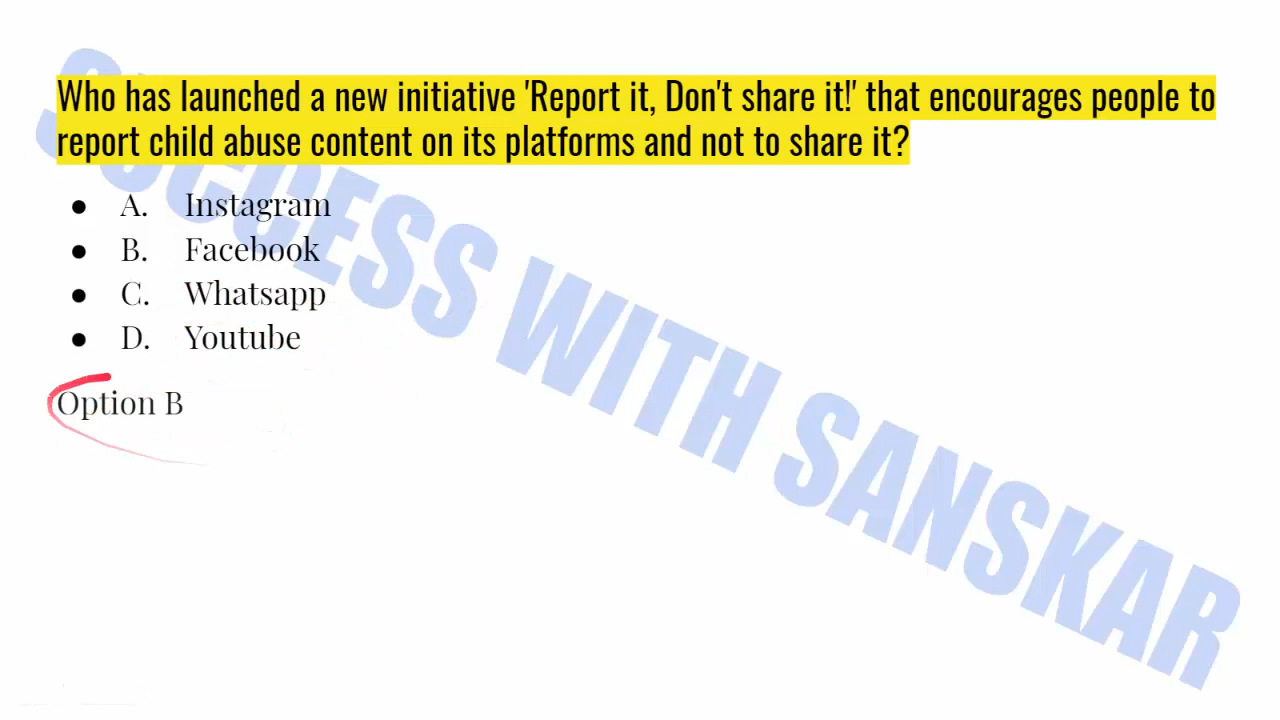 Who has launched a new initiative 'Report it, Don't share it!' that encourages people to
report child abuse content on its platforms and not to share it?
● A. Instagram
● B. Facebook
● C. Whatsapp
● D. Youtube
Option B
SUCCESS WITH SANSKAR